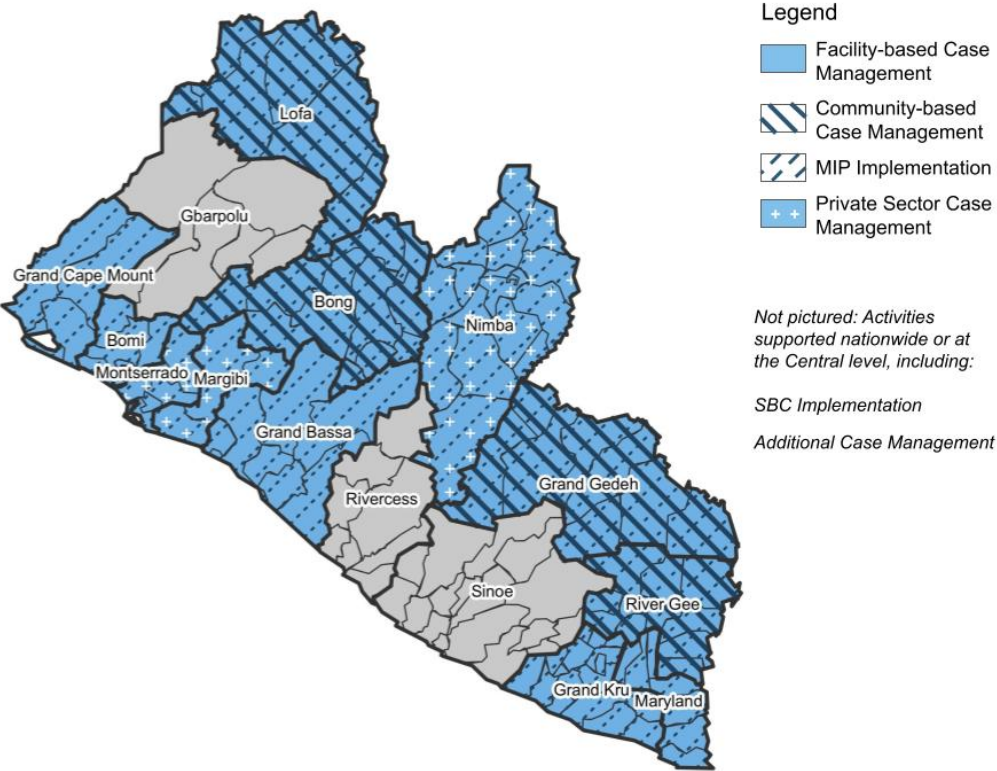 Legend
Facility-based Case
Management
Community-based
Case Management
MIP Implementation
Private Sector Case
Management
Not pictured: Activities
supported nationwide or at
the Central level, including:
SBC Implementation
Additional Case Management
Lofa
Gbarpolu
Grand Cape Mount
Bong
Nimba
Bomi
Montserrado
Margibi
Grand Bassa
Rivercess
Grand Gedeh
Sinoe
River Gee
Grand Kru
Maryland